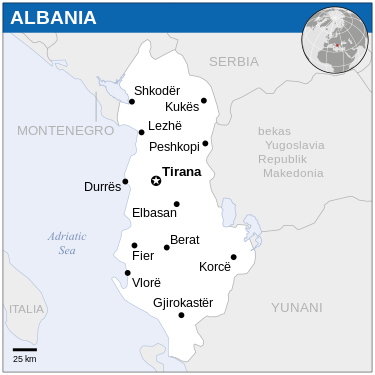 ALBANIA
SERBIA
Shkodër
Kukës
MONTENEGRO
Lezhë
Peshkopi
bekas
Yugoslavia
Republik
Makedonia
Tirana
Durrës
Elbasan
Adriatic
Sea
Berat
Fier
Korcë
Vlorë
Gjirokastër
ITALIA
YUNANI
25 km